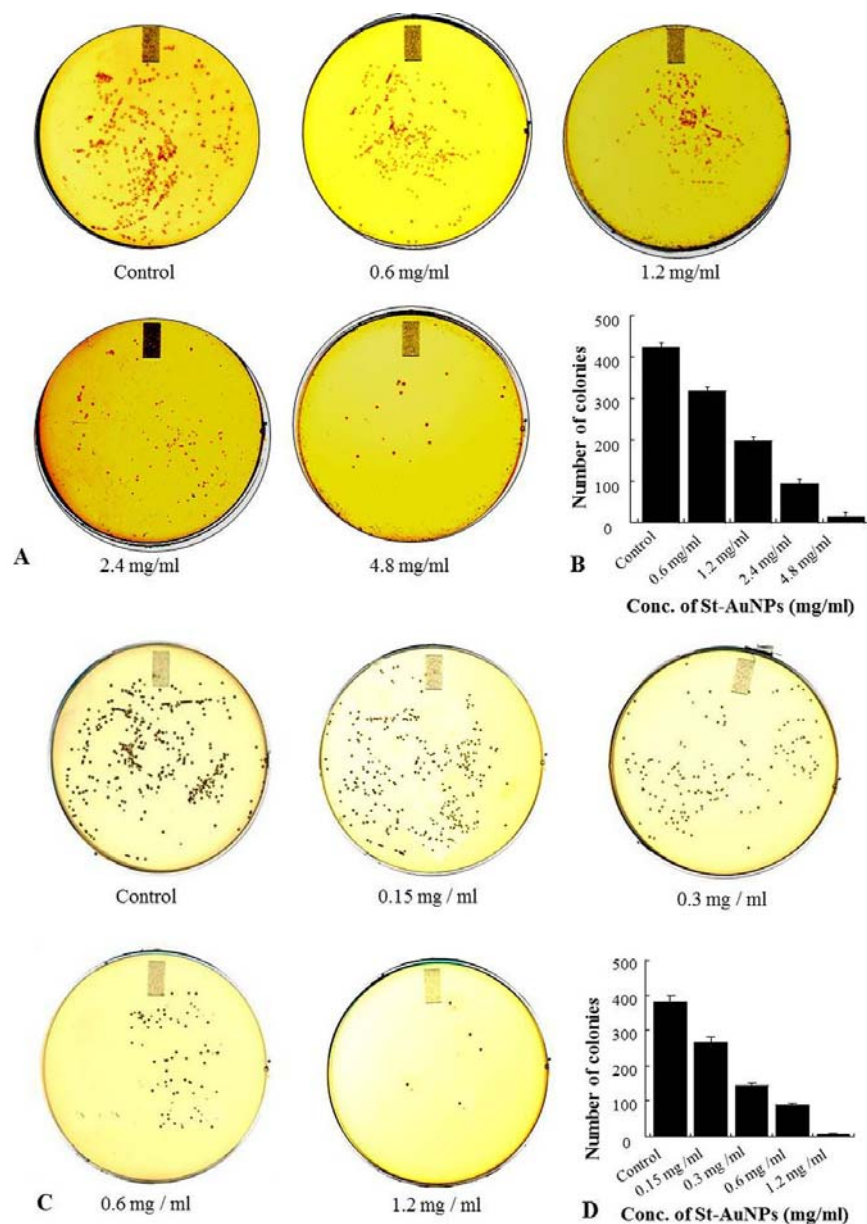 Control
0.6 mg/ml
1.2 mg/ml
A
2.4 mg/ml
4.8 mg/ml
Number of colonies
500
400
300
200
100
0
Control
0.6 mg/ml
1.2 mg/ml
2.4 mg/ml
4.8 mg/ml
B
Conc. of St-AuNPs (mg/ml)
Control
0.15 mg / ml
0.3 mg / ml
C
0.6 mg / ml
1.2 mg / ml
Number of colonies
500
400
300
200
100
0
Control
0.15 mg /ml
0.3 mg /ml
0.6 mg /ml
1.2 mg /ml
D
Conc. of St-AuNPs (mg/ml)